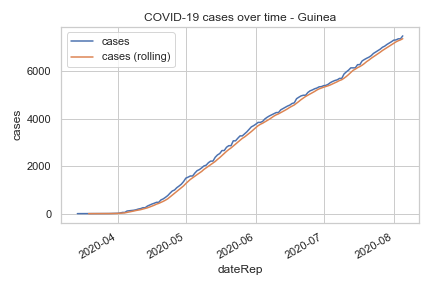 COVID-19 cases over time - Guinea
cases
cases (rolling)
6000
4000
2000
0
cases
2020-04
2020-05
2020-06
2020-07
2020-08
dateRep